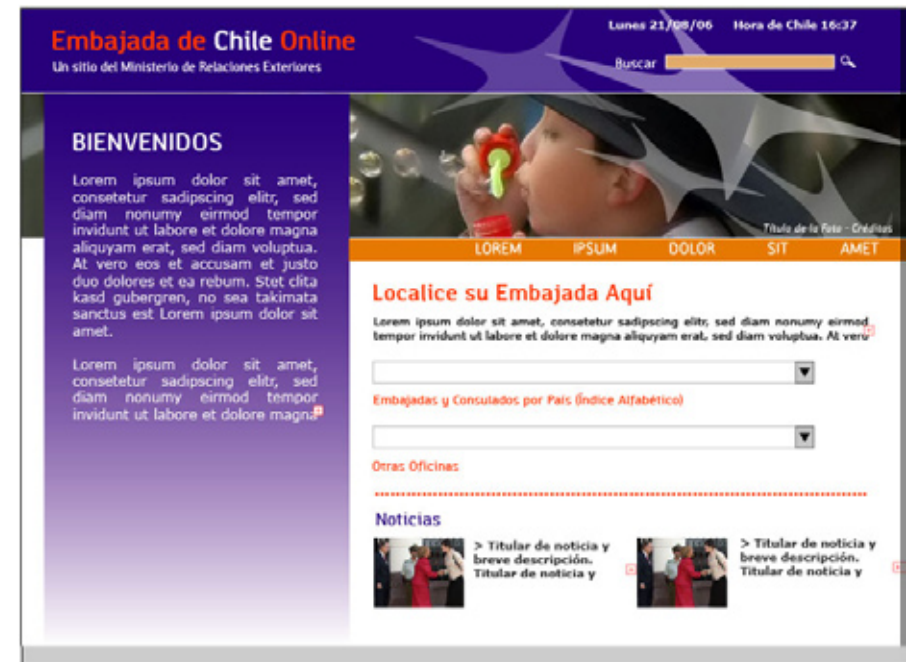 Embajada de Chile Online
Un sitio del Ministerio de Relaciones Exteriores
Lunes 21/08/06 Hora de Chile 16:37
Buscar
BIENVENIDOS
Lorem ipsum dolor sit amet,
consetetur sadipscing elitr, sed
diam nonumy eirmod tempor
invidunt ut labore et dolore magna
aliquyam erat, sed diam voluptua.
At vero eos et accusam et justo
duo dolores et ea rebum. Stet clita
kasd gubergren, no sea takimata
sanctus est Lorem ipsum dolor sit
amet.
Lorem ipsum dolor sit amet,
consetetur sadipscing elitr, sed
diam nonumy eirmod tempor
invidunt ut labore et dolore magna
Título de la Foto - Créditos
LOREM IPSUM DOLOR SIT AMET
Localice su Embajada Aquí
Lorem ipsum dolor sit amet, consetetur sadipscing elitr, sed diam nonumy eirmod
tempor invidunt ut labore et dolore magna aliquyam erat, sed diam voluptua. At vero
Embajadas y Consulados por País (Índice Alfabético)
Otras Oficinas
Noticias
> Titular de noticia y
breve descripción.
Titular de noticia y
> Titular de noticia y
breve descripción.
Titular de noticia y